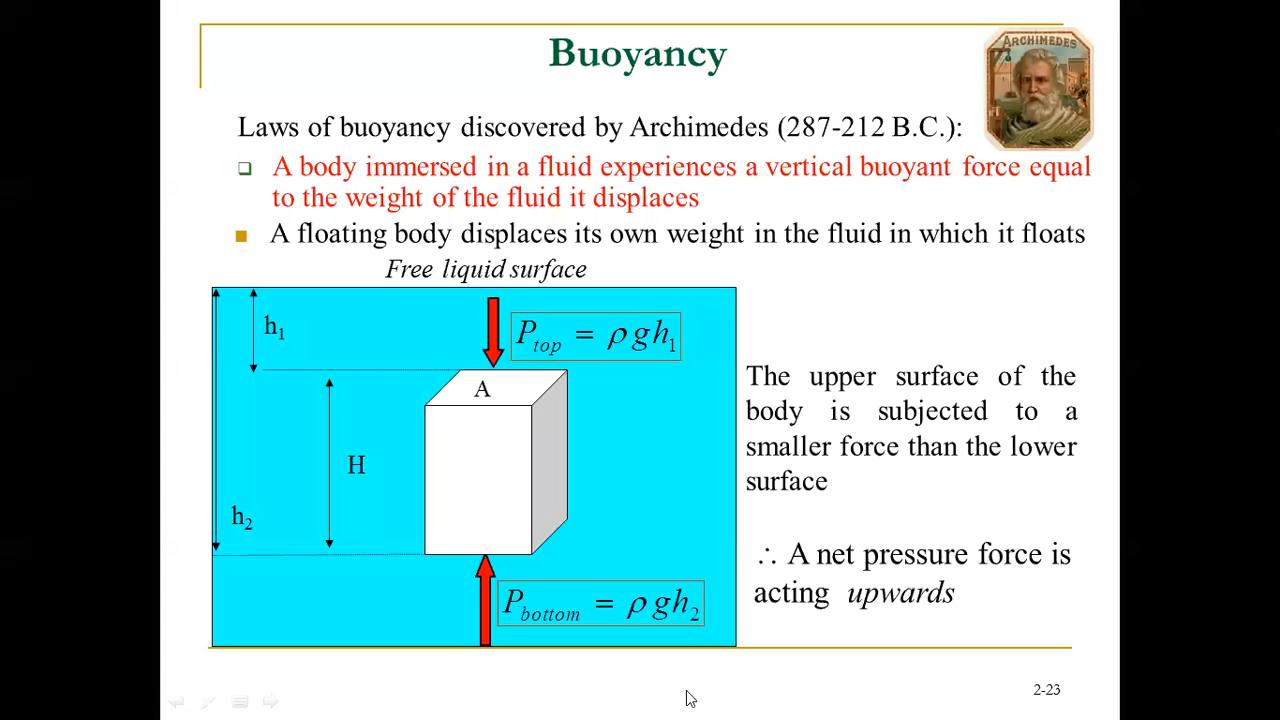 Buoyancy
ARCHIMEDES
Laws of buoyancy discovered by Archimedes (287-212 B.C.):
A body immersed in a fluid experiences a vertical buoyant force equal
to the weight of the fluid it displaces
A floating body displaces its own weight in the fluid in which it floats
Free liquid surface
h₁
P_top = ρgh₁
A
H
h₂
P_bottom = ρgh₂
The upper surface of the
body is subjected to a
smaller force than the lower
surface
∴ A net pressure force is
acting upwards
2-23